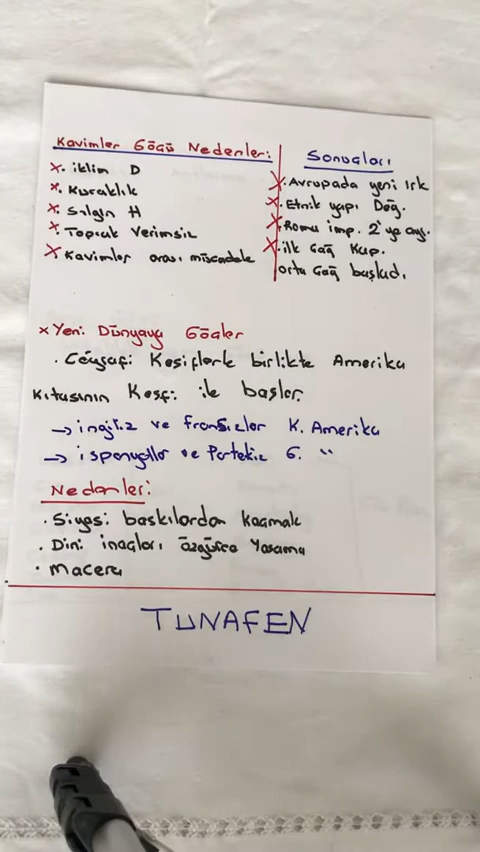 Kavimler Göçü Nedenleri:
x. iklim D
x. Kuraklık
x. Salgın H
x. Toprak Verimsiz
x Kavimler arası mücadele
Sonuçları
x. Avrupada yeni ırk
x. Etnik yapı Değ.
x. Roma imp. 2'ye ayr.
x. ilk Çağ Kap.
orta Çağ başladı.
x Yeni Dünyaya Göçler
. Coğrafi Keşiflerle birlikte Amerika
Kıtasının Keşfi ile başlar.
→ ingiliz ve fransızlar K. Amerika
→ ispanyollar ve Portekiz G. "
Nedenleri:
. Siyasi baskılardan kaçmak
. Dini inaçları özgürce Yaşama
. macera
TUNAFEN